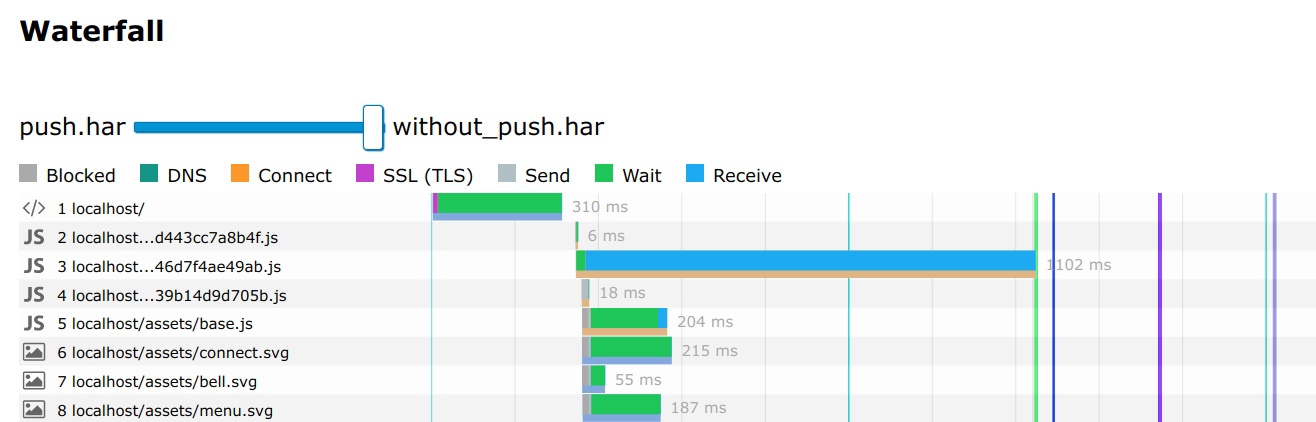 Waterfall
push.har without_push.har
Blocked DNS Connect SSL (TLS) Send Wait Receive
1 localhost/ 310 ms
JS 2 localhost...d443cc7a8b4f.js 6 ms
JS 3 localhost...46d7f4ae49ab.js 1102 ms
JS 4 localhost...39b14d9d705b.js 18 ms
JS 5 localhost/assets/base.js 204 ms
6 localhost/assets/connect.svg 215 ms
7 localhost/assets/bell.svg 55 ms
8 localhost/assets/menu.svg 187 ms